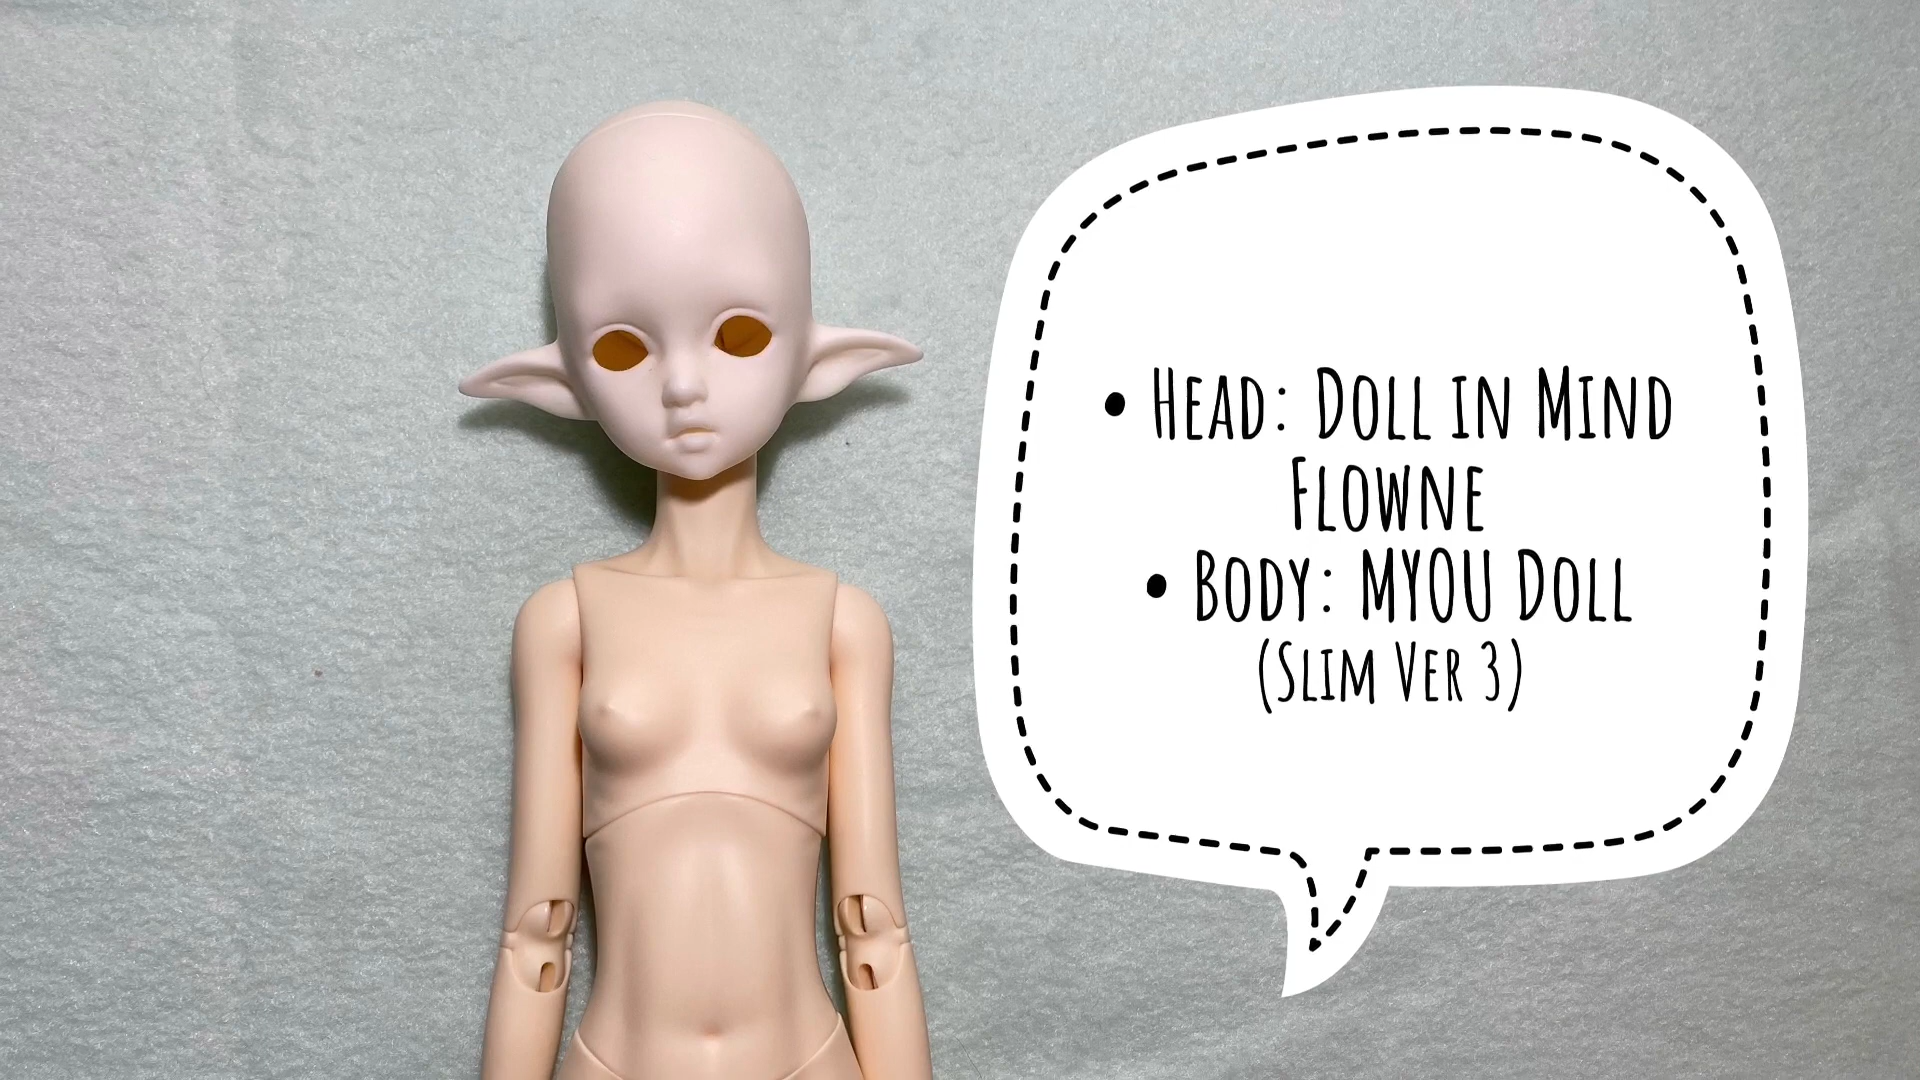 • Head: Doll in Mind
Flowne
• Body: MYOU Doll
(Slim Ver 3)